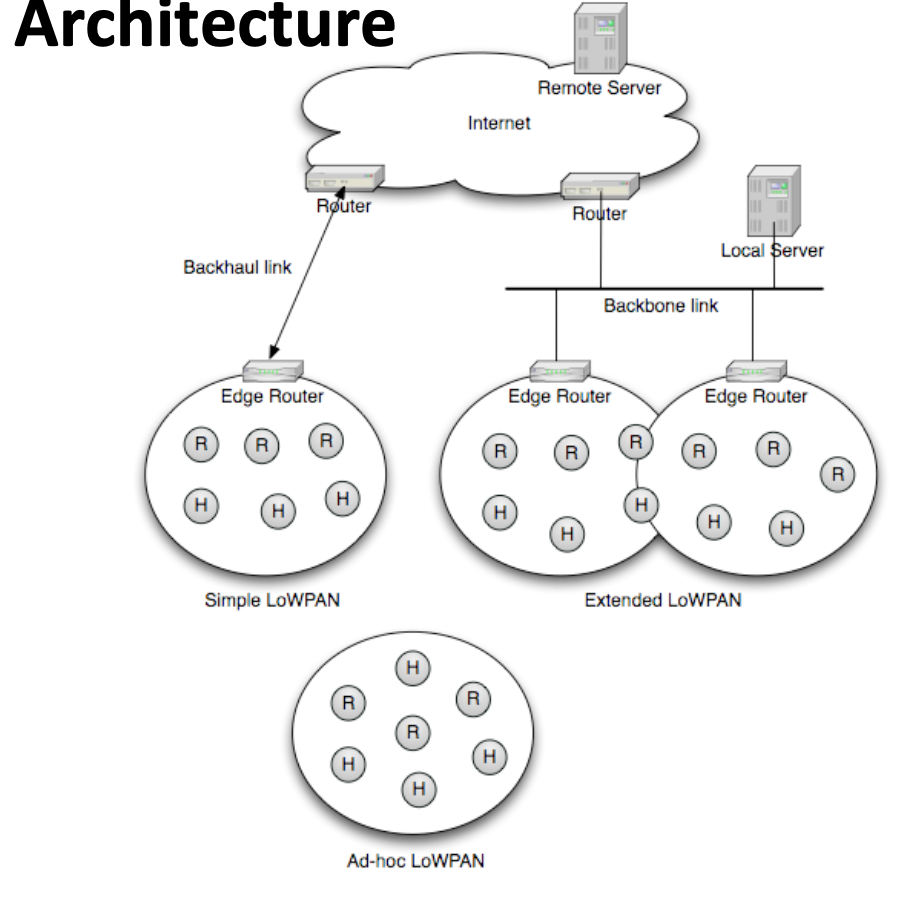 Architecture
Remote Server
Internet
Router
Router
Local Server
Backhaul link
Backbone link
Edge Router
Edge Router
Edge Router
R
R
R
H
H
H
R
R
R
H
H
H
R
R
R
H
H
Simple LoWPAN
Extended LoWPAN
H
R
R
R
H
H
H
Ad-hoc LoWPAN